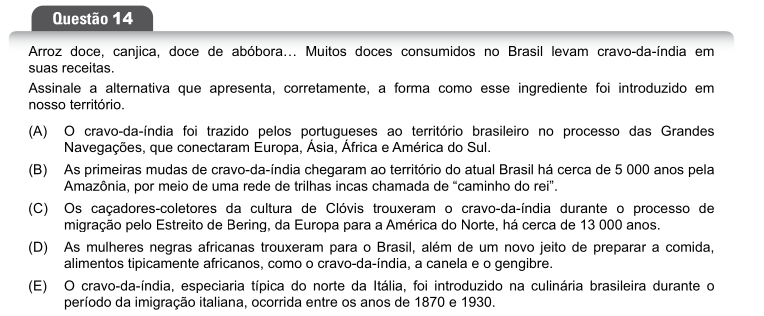 Questão 14
Arroz doce, canjica, doce de abóbora... Muitos doces consumidos no Brasil levam cravo-da-índia em
suas receitas.
Assinale a alternativa que apresenta, corretamente, a forma como esse ingrediente foi introduzido em
nosso território.
(A) O cravo-da-índia foi trazido pelos portugueses ao território brasileiro no processo das Grandes
Navegações, que conectaram Europa, Ásia, África e América do Sul.
(B) As primeiras mudas de cravo-da-índia chegaram ao território do atual Brasil há cerca de 5 000 anos pela
Amazônia, por meio de uma rede de trilhas incas chamada de “caminho do rei”.
(C) Os caçadores-coletores da cultura de Clóvis trouxeram o cravo-da-índia durante o processo de
migração pelo Estreito de Bering, da Europa para a América do Norte, há cerca de 13 000 anos.
(D) As mulheres negras africanas trouxeram para o Brasil, além de um novo jeito de preparar a comida,
alimentos tipicamente africanos, como o cravo-da-índia, a canela e o gengibre.
(E) O cravo-da-índia, especiaria típica do norte da Itália, foi introduzido na culinária brasileira durante o
período da imigração italiana, ocorrida entre os anos de 1870 e 1930.